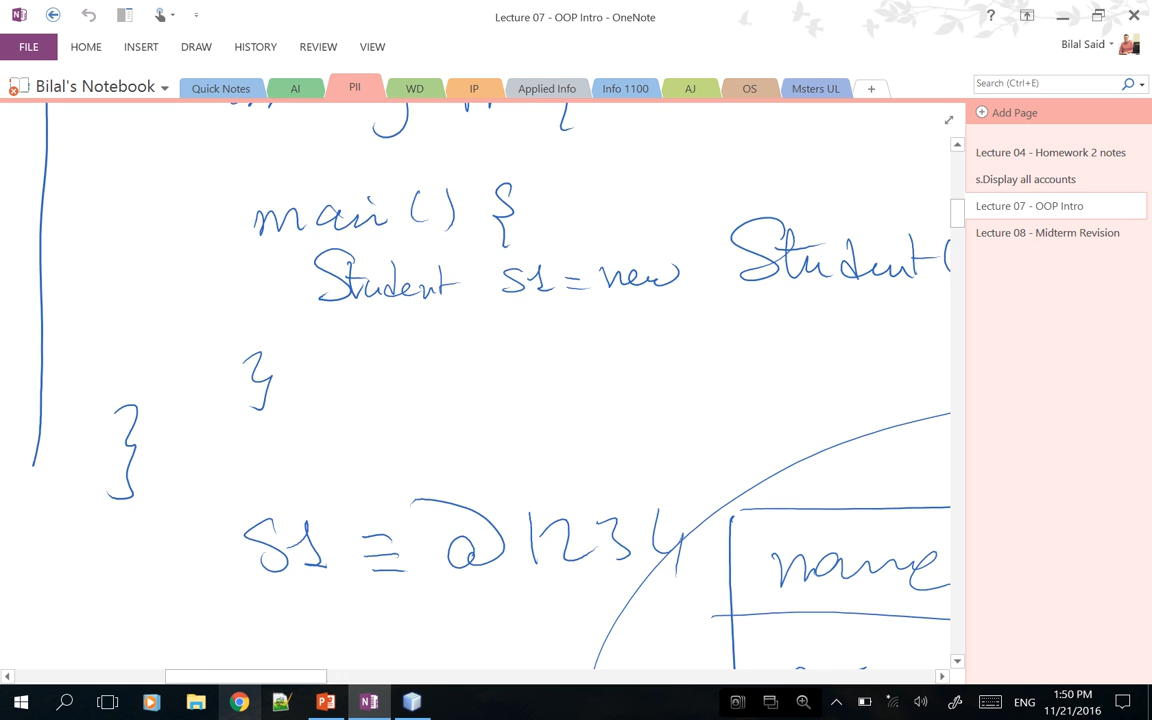 Lecture 07 - OOP Intro - OneNote
?
Bilal Said
FILE HOME INSERT DRAW HISTORY REVIEW VIEW
Bilal's Notebook Quick Notes AI PII WD IP Applied Info Info 1100 AJ OS Msters UL +
Search (Ctrl+E)
Add Page
Lecture 04 - Homework 2 notes
s.Display all accounts
Lecture 07 - OOP Intro
Lecture 08 - Midterm Revision
main() {
Student s1 = new Student(
}
}
s1 ≡ @1234
name
ENG
1:50 PM
11/21/2016